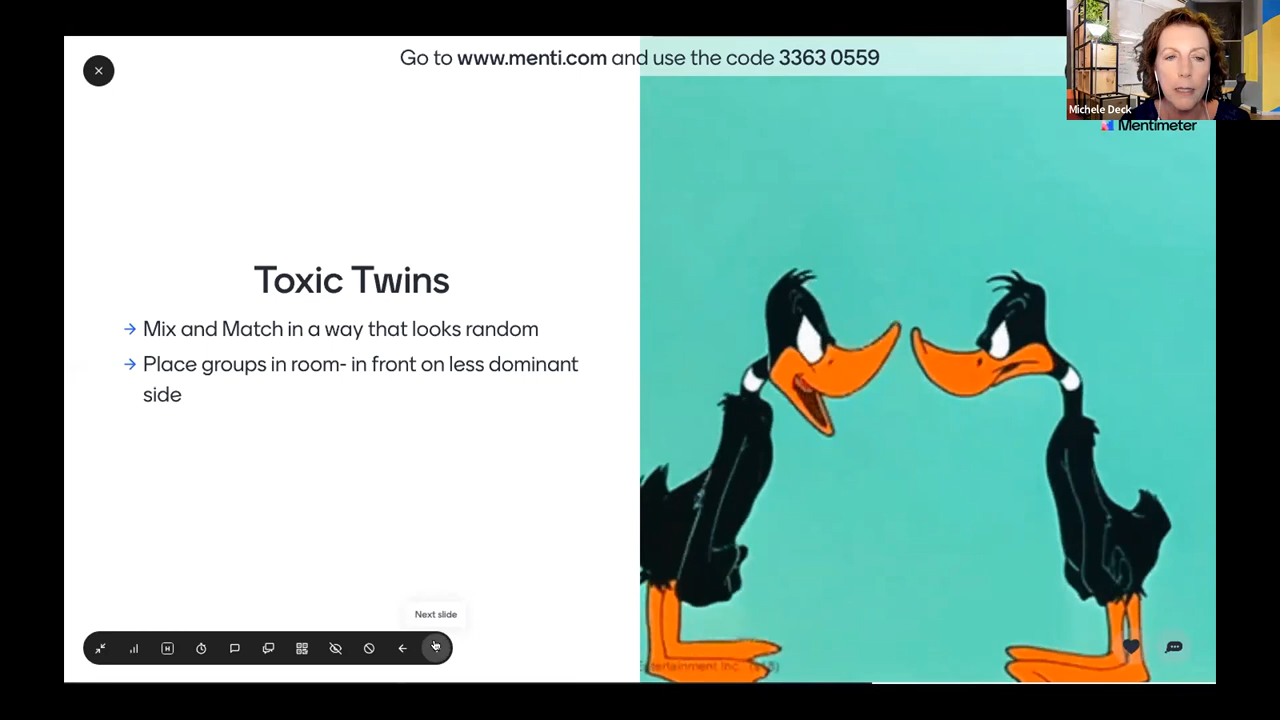 Go to www.menti.com and use the code 3363 0559
Michele Deck
Mentimeter
Toxic Twins
→ Mix and Match in a way that looks random
→ Place groups in room- in front on less dominant
side
Next slide